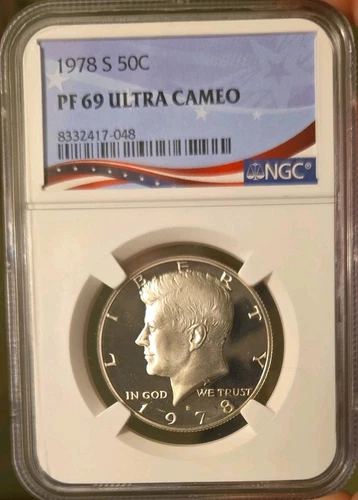 1978 S 50C
PF 69 ULTRA CAMEO
8332417-048
NGC®
LIBERTY
IN GOD WE TRUST
S
1978